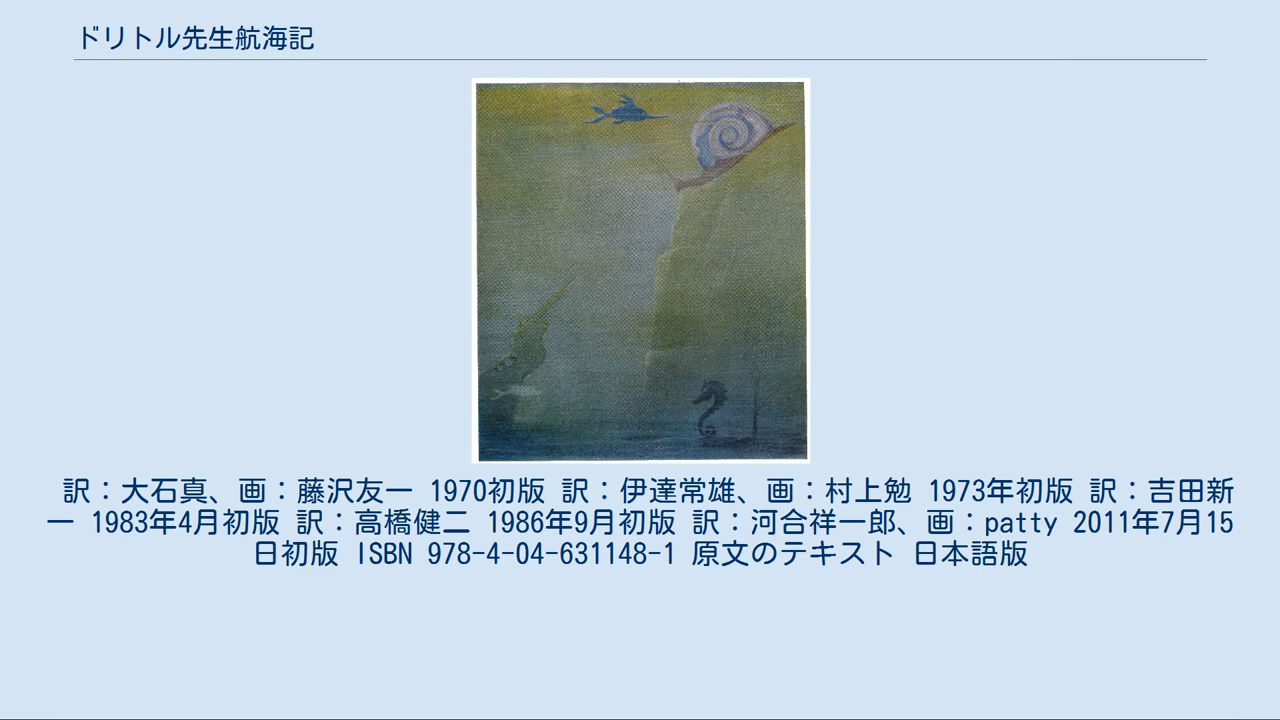 ドリトル先生航海記
訳：大石真、画：藤沢友一 1970初版 訳：伊達常雄、画：村上勉 1973年初版 訳：吉田新
一 1983年4月初版 訳：高橋健二 1986年9月初版 訳：河合祥一郎、画：patty 2011年7月15
日初版 ISBN 978-4-04-631148-1 原文のテキスト 日本語版